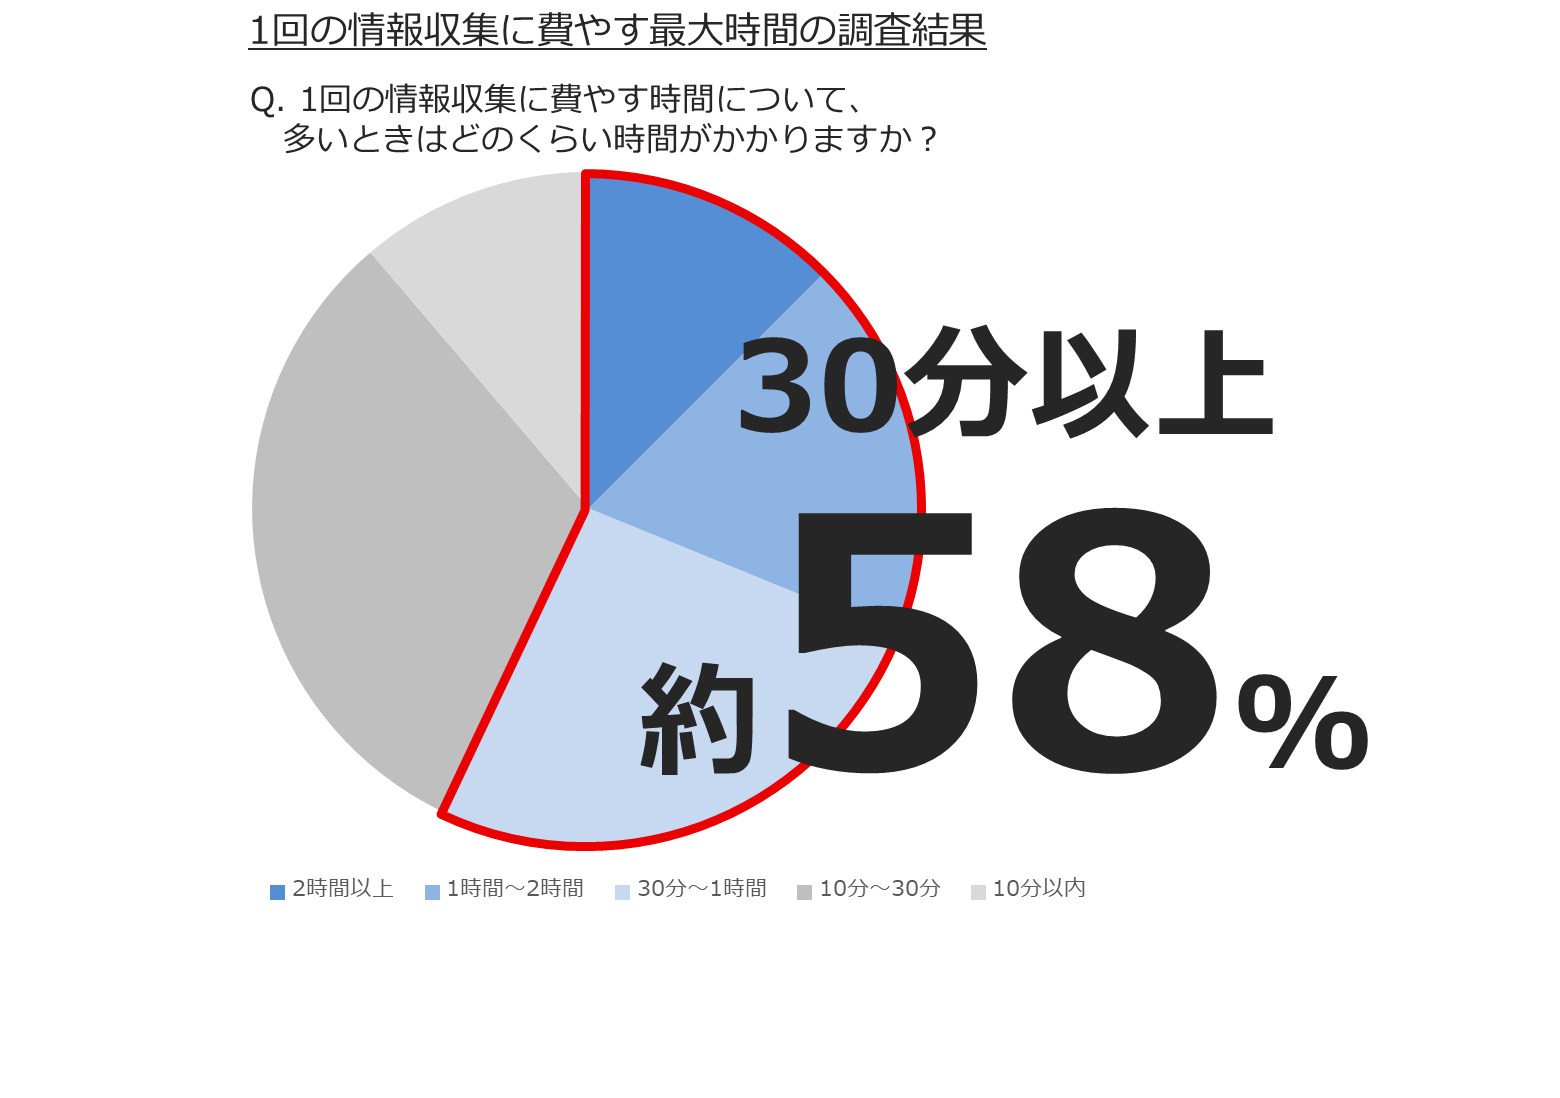 1回の情報収集に費やす最大時間の調査結果
Q. 1回の情報収集に費やす時間について、
多いときはどのくらい時間がかかりますか？
30分以上
約58%
2時間以上 1時間～2時間 30分～1時間 10分～30分 10分以内